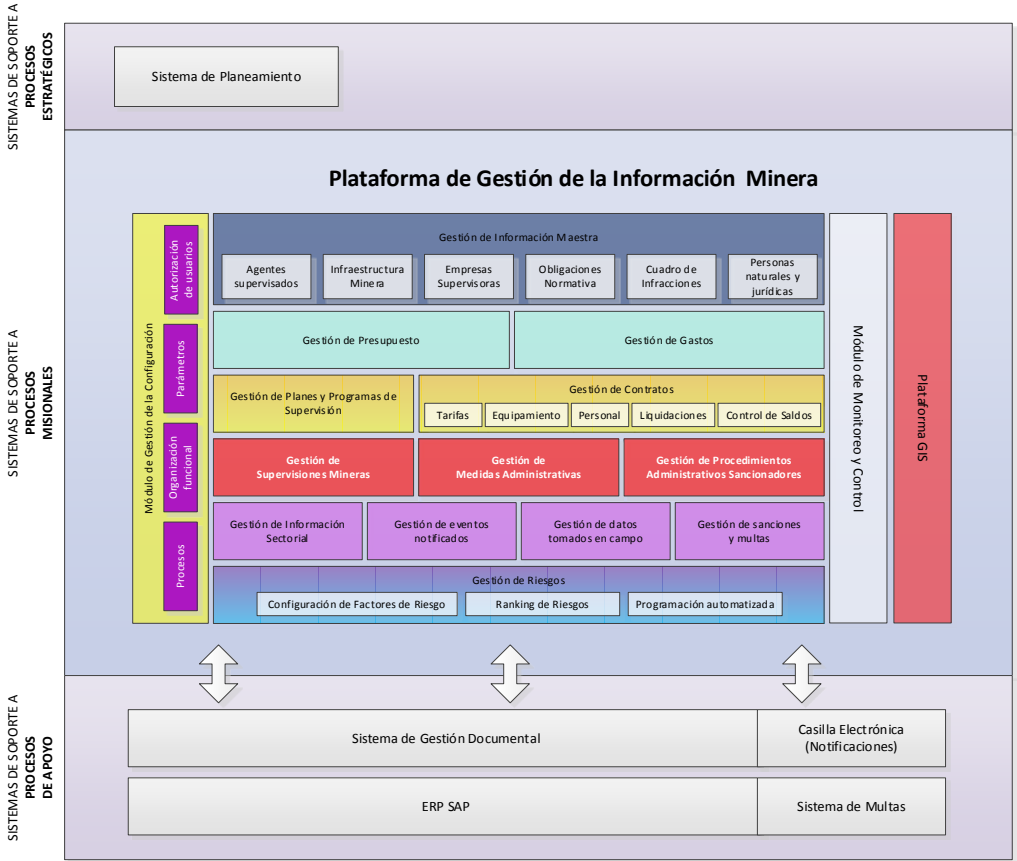 SISTEMAS DE SOPORTE A
PROCESOS
ESTRATÉGICOS
Sistema de Planeamiento
SISTEMAS DE SOPORTE A
PROCESOS
MISIONALES
Plataforma de Gestión de la Información Minera
Módulo de Gestión de la Configuración
Autorización
de usuarios
Parámetros
Organización
funcional
Procesos
Gestión de Información Maestra
Agentes
supervisados
Infraestructura
Minera
Empresas
Supervisoras
Obligaciones
Normativa
Cuadro de
Infracciones
Personas
naturales y
jurídicas
Gestión de Presupuesto
Gestión de Gastos
Gestión de Planes y Programas de
Supervisión
Gestión de Contratos
Tarifas
Equipamiento
Personal
Liquidaciones
Control de Saldos
Gestión de
Supervisiones Mineras
Gestión de
Medidas Administrativas
Gestión de Procedimientos
Administrativos Sancionadores
Gestión de Información
Sectorial
Gestión de eventos
notificados
Gestión de datos
tomados en campo
Gestión de sanciones
y multas
Gestión de Riesgos
Configuración de Factores de Riesgo
Ranking de Riesgos
Programación automatizada
Módulo de Monitoreo y Control
Plataforma GIS
SISTEMAS DE SOPORTE A
PROCESOS
DE APOYO
Sistema de Gestión Documental
Casilla Electrónica
(Notificaciones)
ERP SAP
Sistema de Multas